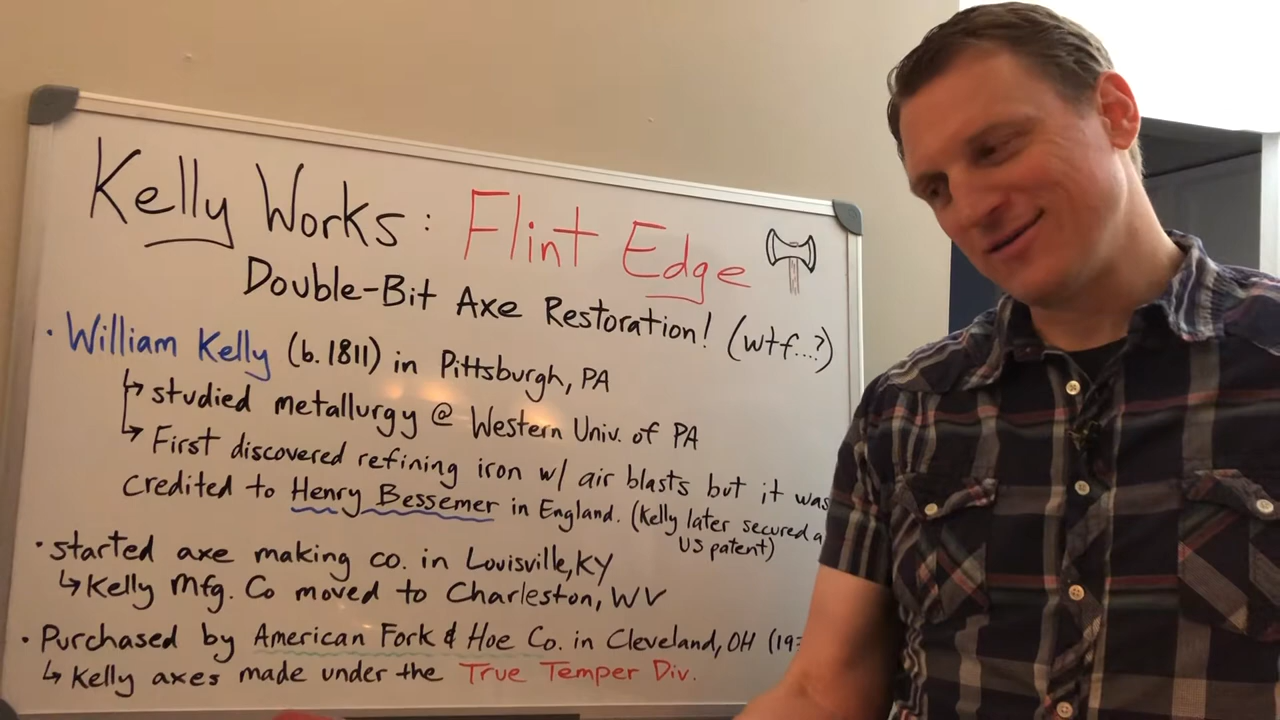 Kelly Works: Flint Edge
Double-Bit Axe Restoration! (wtf...?)
• William Kelly (b. 1811) in Pittsburgh, PA
↳ studied metallurgy @ Western Univ. of PA
↳ First discovered refining iron w/ air blasts but it was
credited to Henry Bessemer in England. (Kelly later secured a
US patent)
• started axe making co. in Louisville, KY
↳ Kelly Mfg. Co moved to Charleston, WV
• Purchased by American Fork & Hoe Co. in Cleveland, OH
↳ Kelly axes made under the True Temper Div.